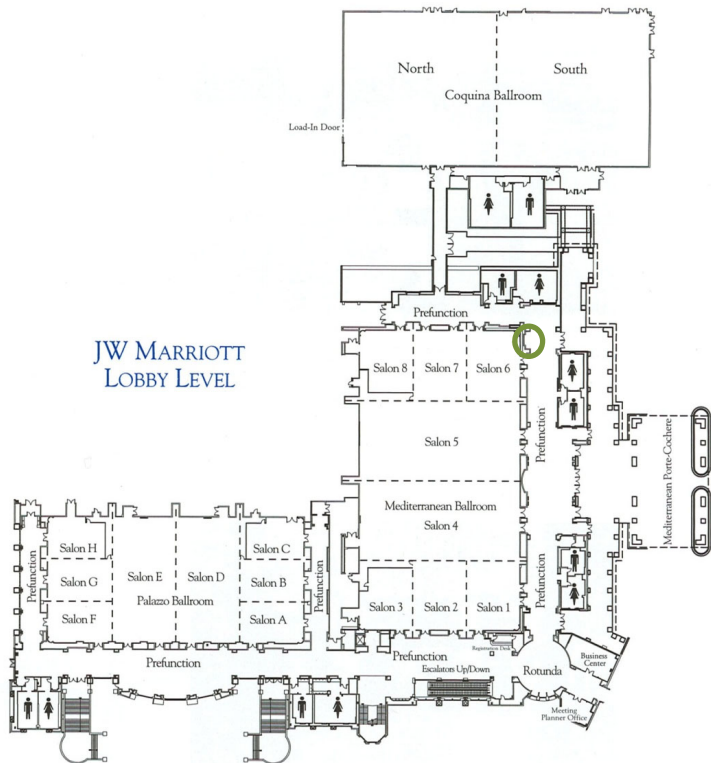 North
South
Coquina Ballroom
Load-In Door
Prefunction
JW MARRIOTT
LOBBY LEVEL
Salon 8
Salon 7
Salon 6
Prefunction
Salon 5
Mediterranean Porte-Cochere
Mediterranean Ballroom
Salon 4
Salon H
Salon C
Salon E
Salon D
Prefunction
Salon G
Salon B
Prefunction
Prefunction
Palazzo Ballroom
Salon F
Salon A
Salon 3
Salon 2
Salon 1
Registration Desk
Prefunction
Prefunction
Escalators Up/Down
Rotunda
Business
Center
Meeting
Planner Office